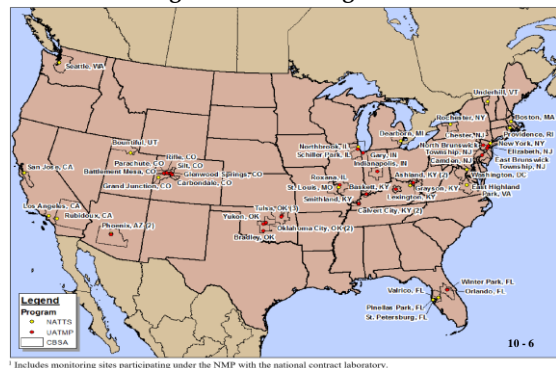 Seattle, WA
Underhill, VT
Rochester, NY
Boston, MA
Dearborn, MI
Chester, NJ
Providence, RI
Bountiful, UT
Northbrook, IL
Schiller Park, IL
Gary, IN
North Brunswick
Township, NJ
New York, NY
Elizabeth, NJ
East Brunswick
Township, NJ
Camden, NJ
Washington, DC
East Highland
Park, VA
Rifle, CO
Parachute, CO
Silt, CO
Battlement Mesa, CO
Glenwood Springs, CO
Grand Junction, CO
Carbondale, CO
Indianapolis, IN
Roxana, IL
St. Louis, MO
Ashland, KY (2)
Baskett, KY
Grayson, KY
Smithland, KY
Lexington, KY
Calvert City, KY (2)
San Jose, CA
Los Angeles, CA
Rubidoux, CA
Phoenix, AZ (2)
Tulsa, OK (3)
Yukon, OK
Oklahoma City, OK (2)
Bradley, OK
Winter Park, FL
Valrico, FL
Orlando, FL
Pinellas Park, FL
St. Petersburg, FL
Legend
Program
NATTS
UATMP
CBSA
10 - 6
¹ Includes monitoring sites participating under the NMP with the national contract laboratory.